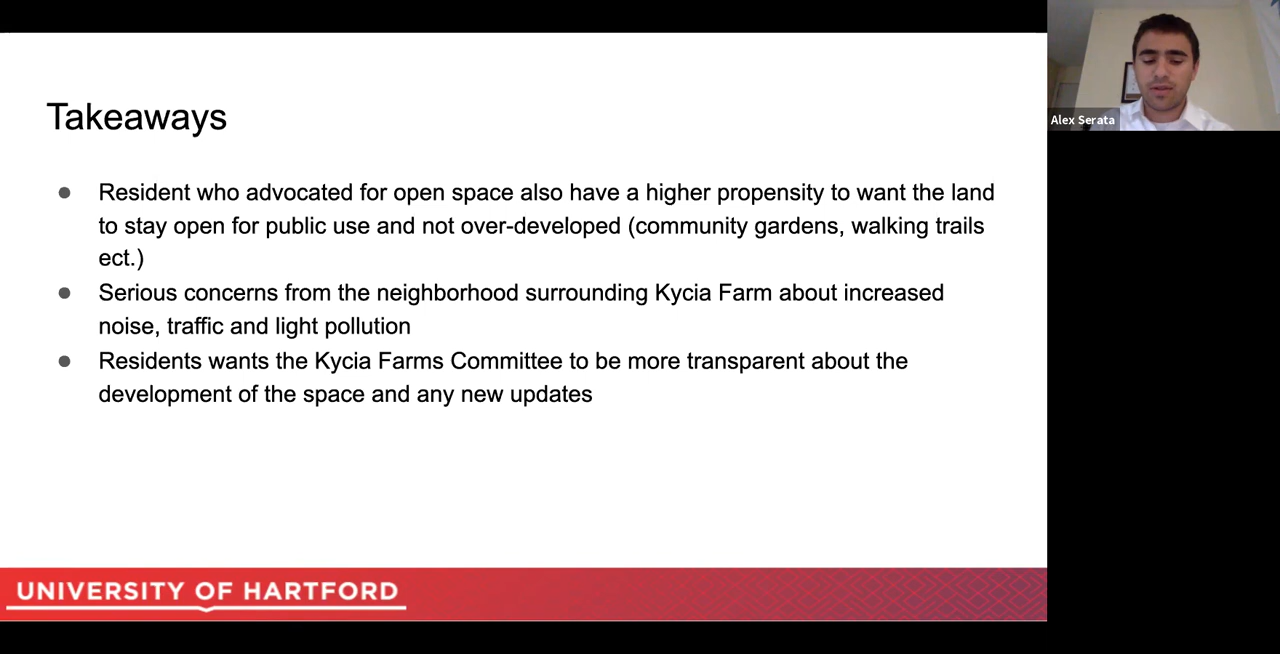 Takeaways
Resident who advocated for open space also have a higher propensity to want the land
to stay open for public use and not over-developed (community gardens, walking trails
ect.)
Serious concerns from the neighborhood surrounding Kycia Farm about increased
noise, traffic and light pollution
Residents wants the Kycia Farms Committee to be more transparent about the
development of the space and any new updates
UNIVERSITY OF HARTFORD
Alex Serata